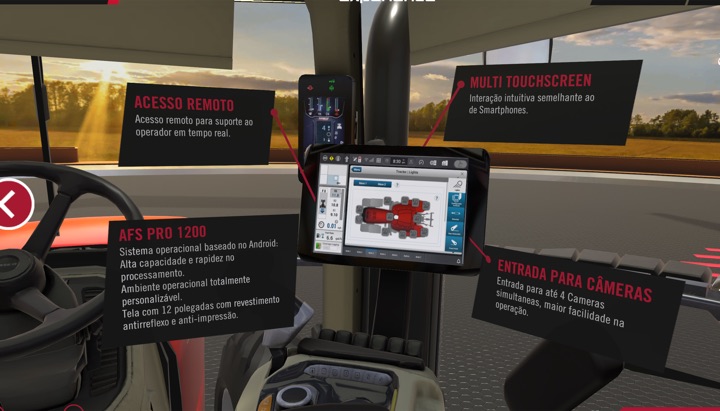 EXPERIENCE
ACESSO REMOTO
Acesso remoto para suporte ao
operador em tempo real.
MULTI TOUCHSCREEN
Interação intuitiva semelhante ao
de Smartphones.
AFS PRO 1200
Sistema operacional baseado no Android:
Alta capacidade e rapidez no
processamento.
Ambiente operacional totalmente
personalizável.
Tela com 12 polegadas com revestimento
antirreflexo e anti-impressão.
ENTRADA PARA CÂMERAS
Entrada para até 4 Cameras
simultaneas, maior facilidade na
operação.